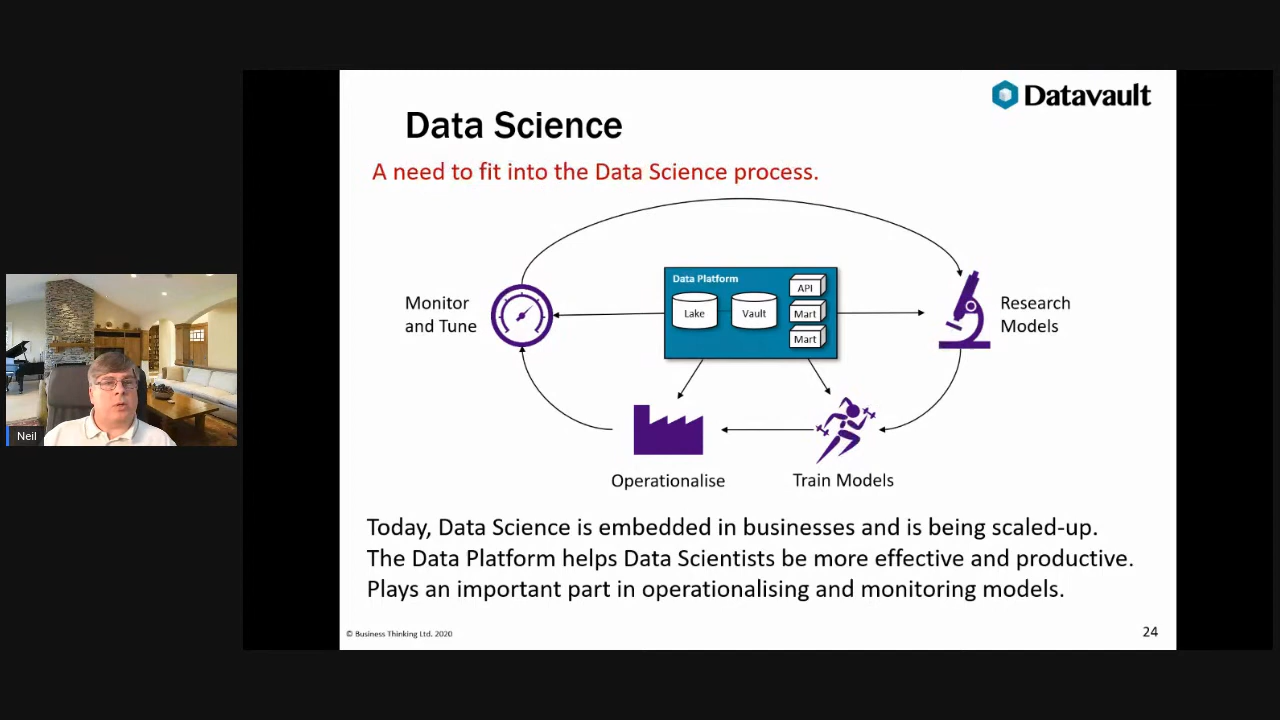 Datavault
Data Science
A need to fit into the Data Science process.
Monitor
and Tune
Data Platform
Lake
Vault
API
Mart
Mart
Research
Models
Operationalise
Train Models
Today, Data Science is embedded in businesses and is being scaled-up.
The Data Platform helps Data Scientists be more effective and productive.
Plays an important part in operationalising and monitoring models.
© Business Thinking Ltd. 2020
24
Neil